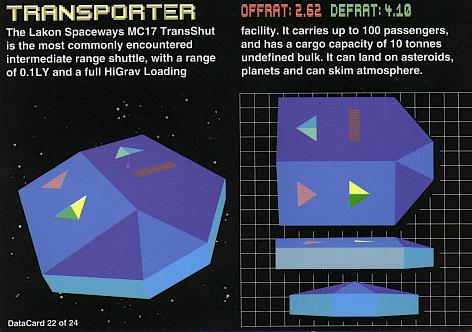 TRANSPORTER
The Lakon Spaceways MC17 TransShut
is the most commonly encountered
intermediate range shuttle, with a range
of 0.1LY and a full HiGrav Loading
OFFRAT: 2.62 DEFRAT: 4.10
facility. It carries up to 100 passengers,
and has a cargo capacity of 10 tonnes
undefined bulk. It can land on asteroids,
planets and can skim atmosphere.
DataCard 22 of 24